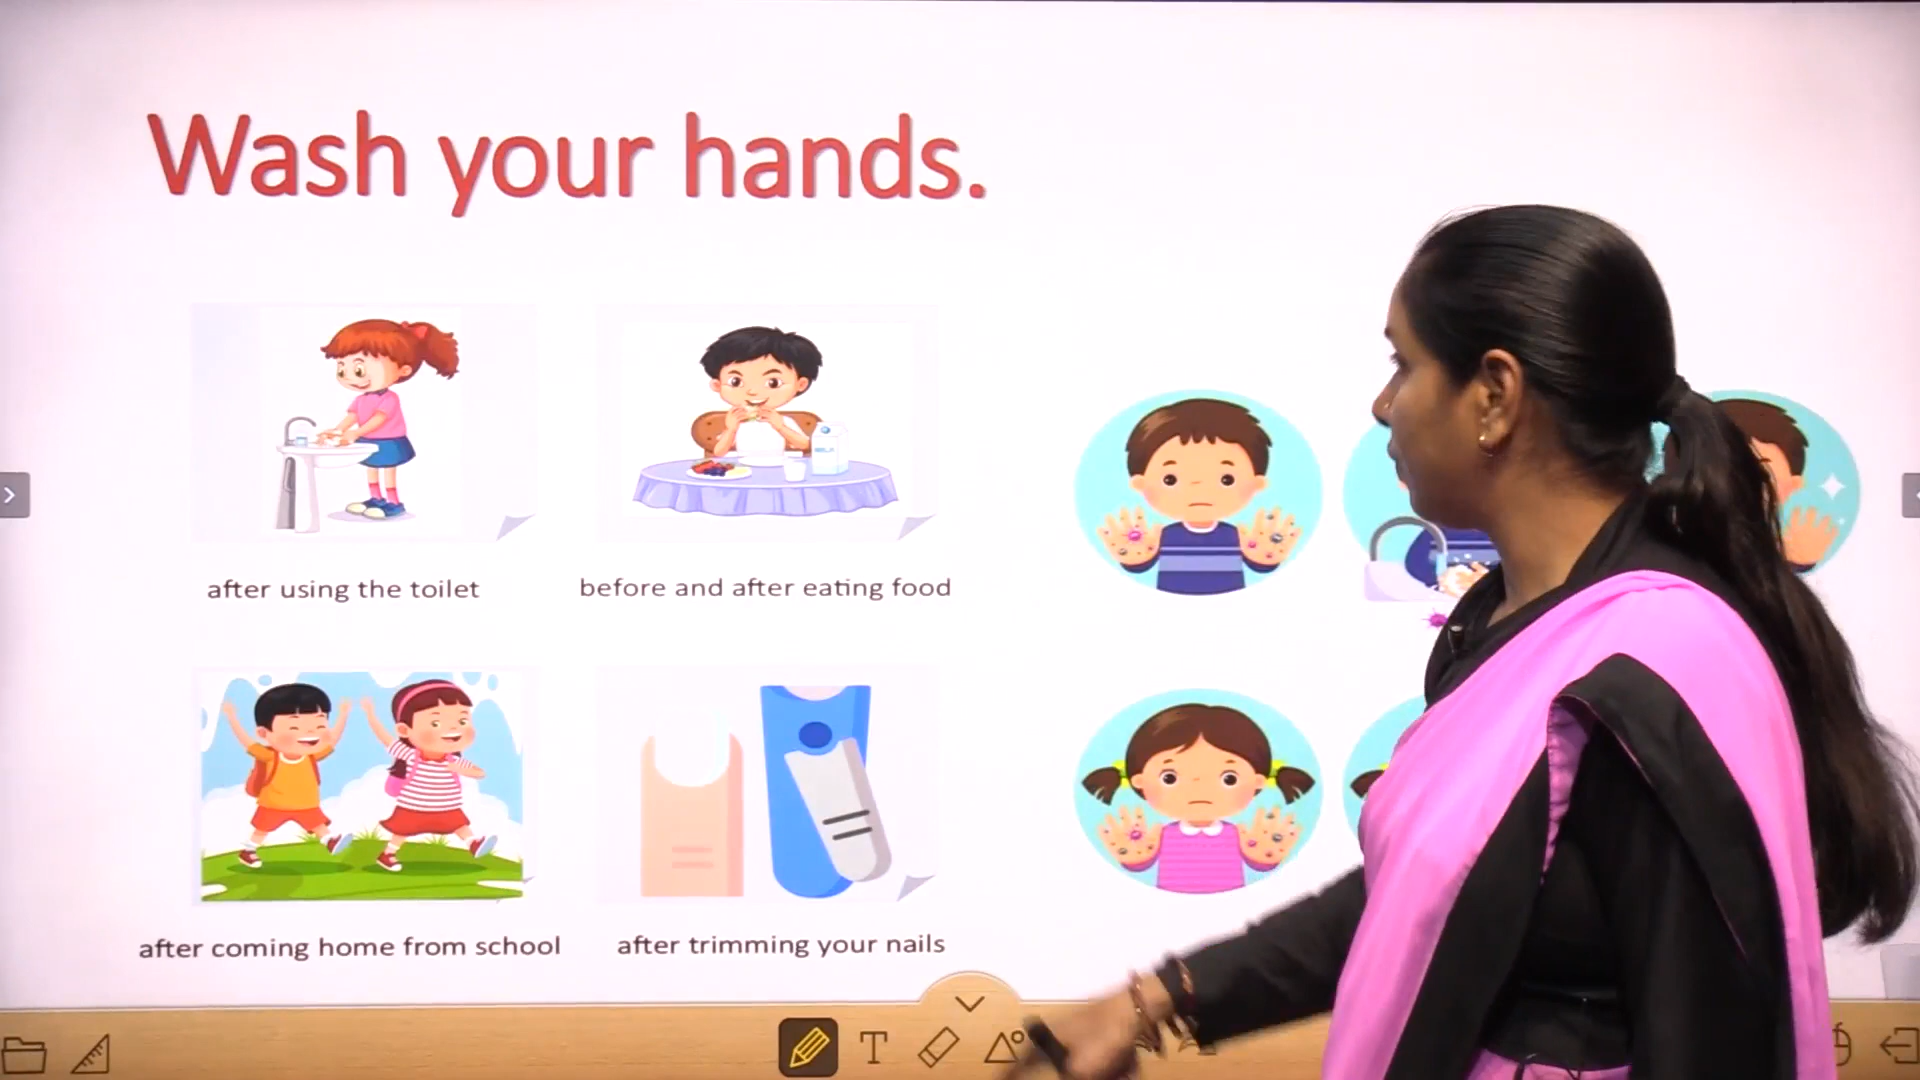 Wash your hands.
after using the toilet
before and after eating food
after coming home from school
after trimming your nails
T